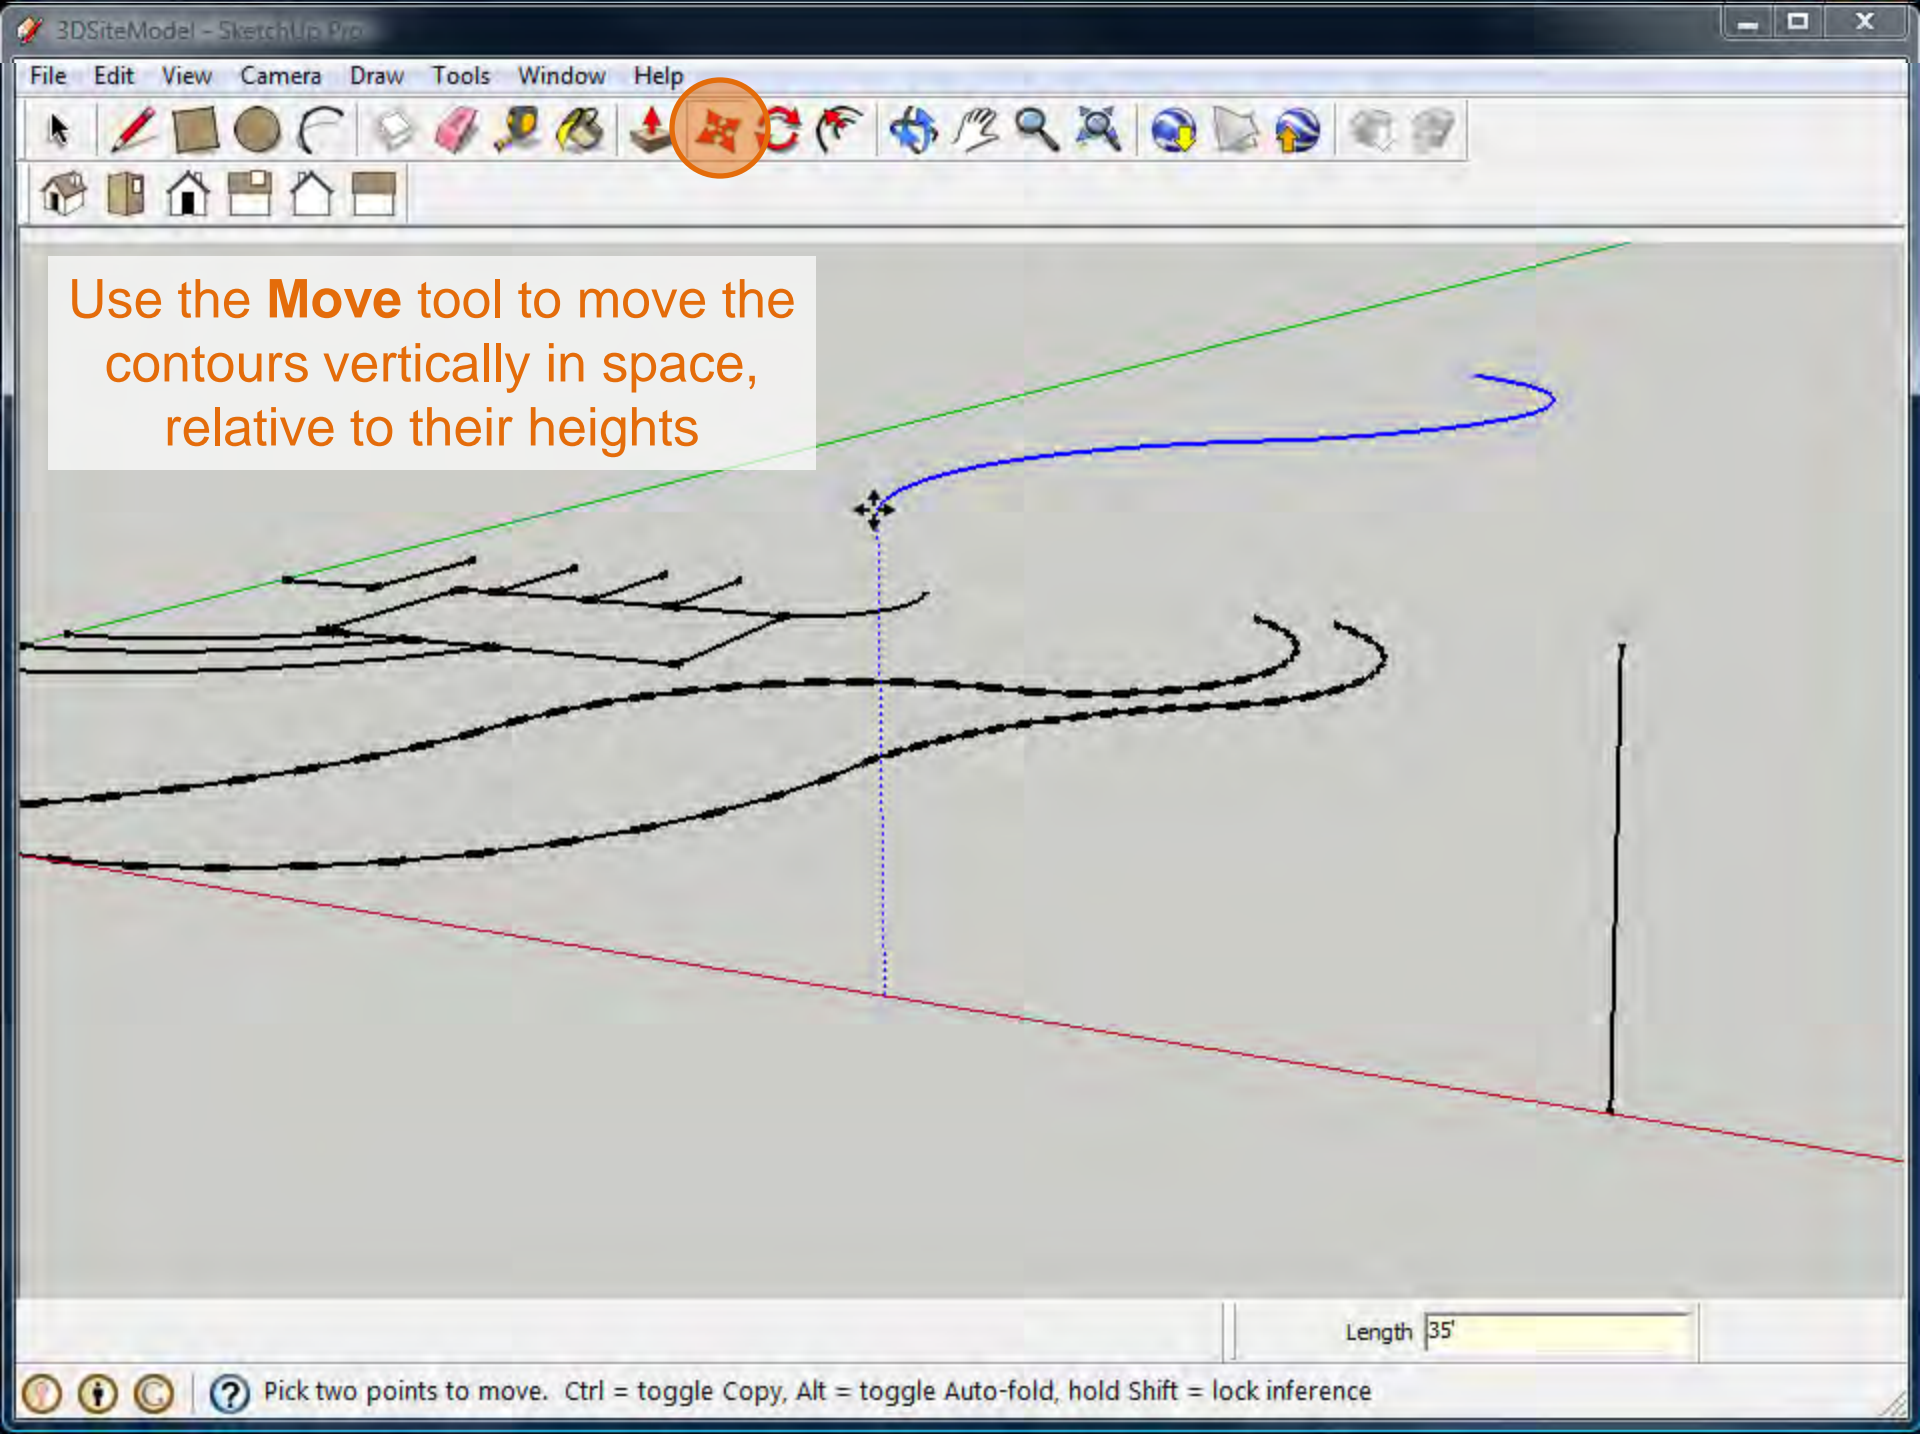 3DSiteModel - SketchUp Pro
File Edit View Camera Draw Tools Window Help
Use the Move tool to move the
contours vertically in space,
relative to their heights
Length 35'
Pick two points to move. Ctrl = toggle Copy, Alt = toggle Auto-fold, hold Shift = lock inference